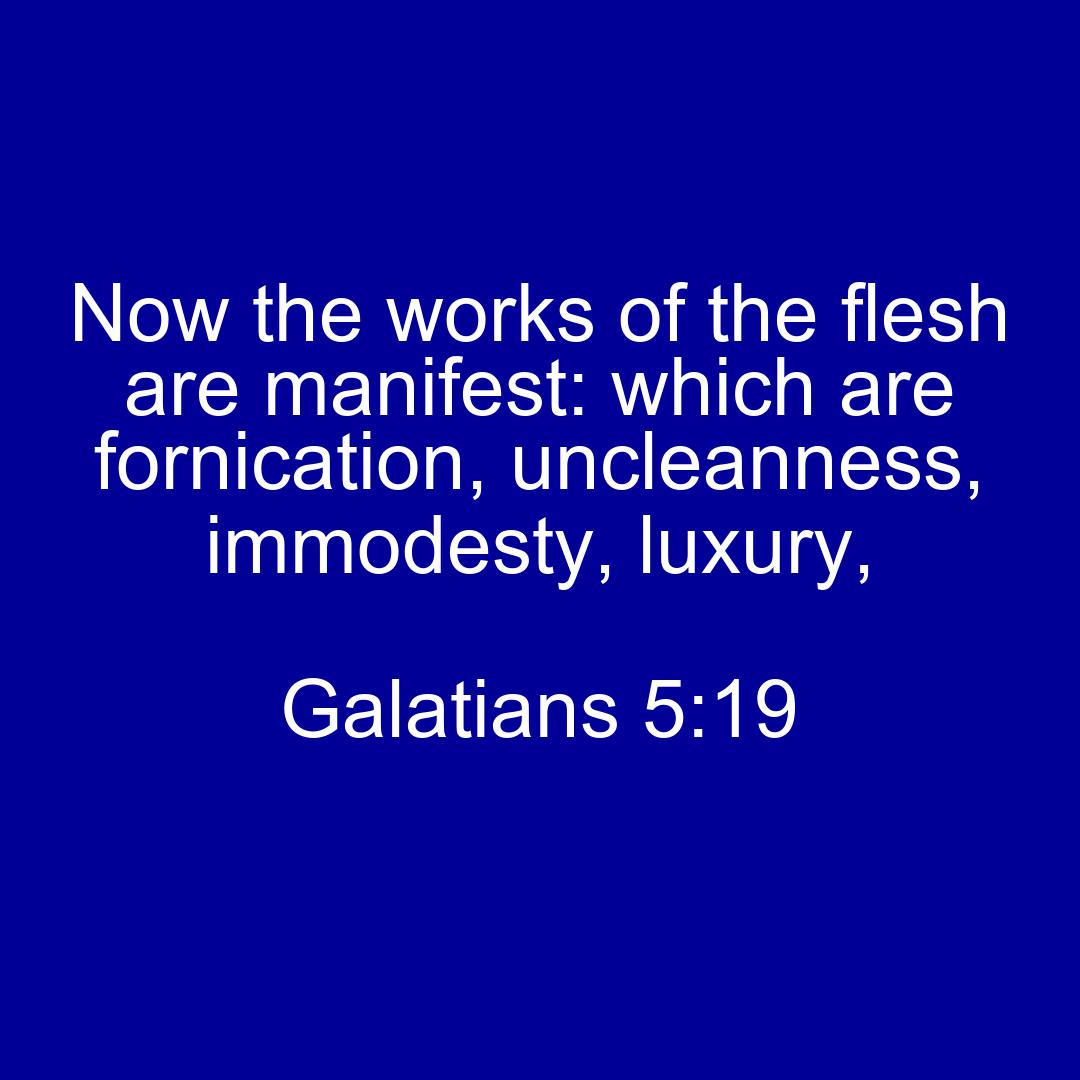 Now the works of the flesh
are manifest: which are
fornication, uncleanness,
immodesty, luxury,
Galatians 5:19